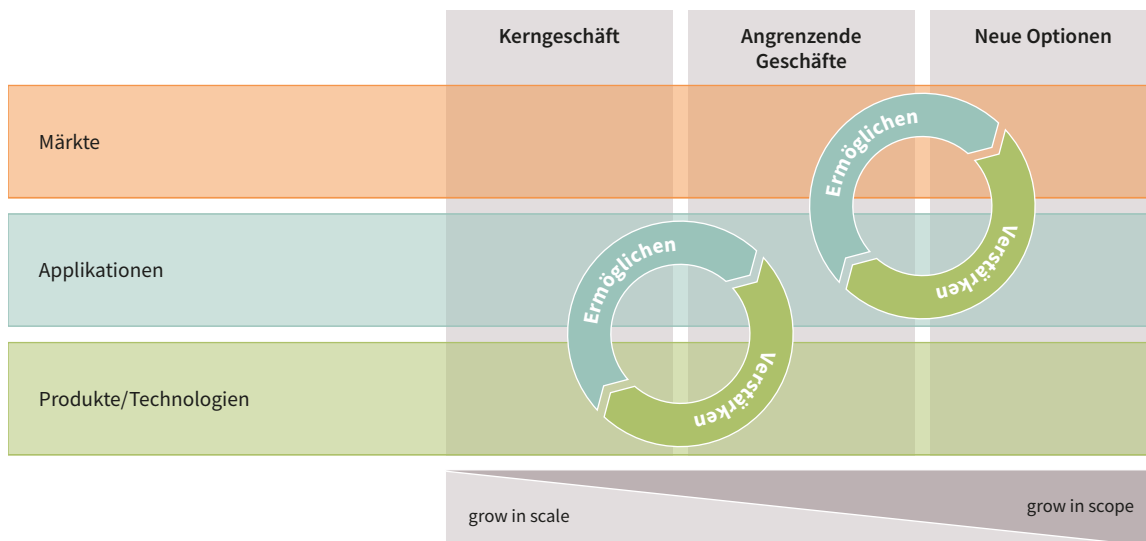 Kerngeschäft
Angrenzende
Geschäfte
Neue Optionen
Märkte
Ermöglichen
Verstärken
Applikationen
Ermöglichen
Verstärken
Produkte/Technologien
grow in scale
grow in scope